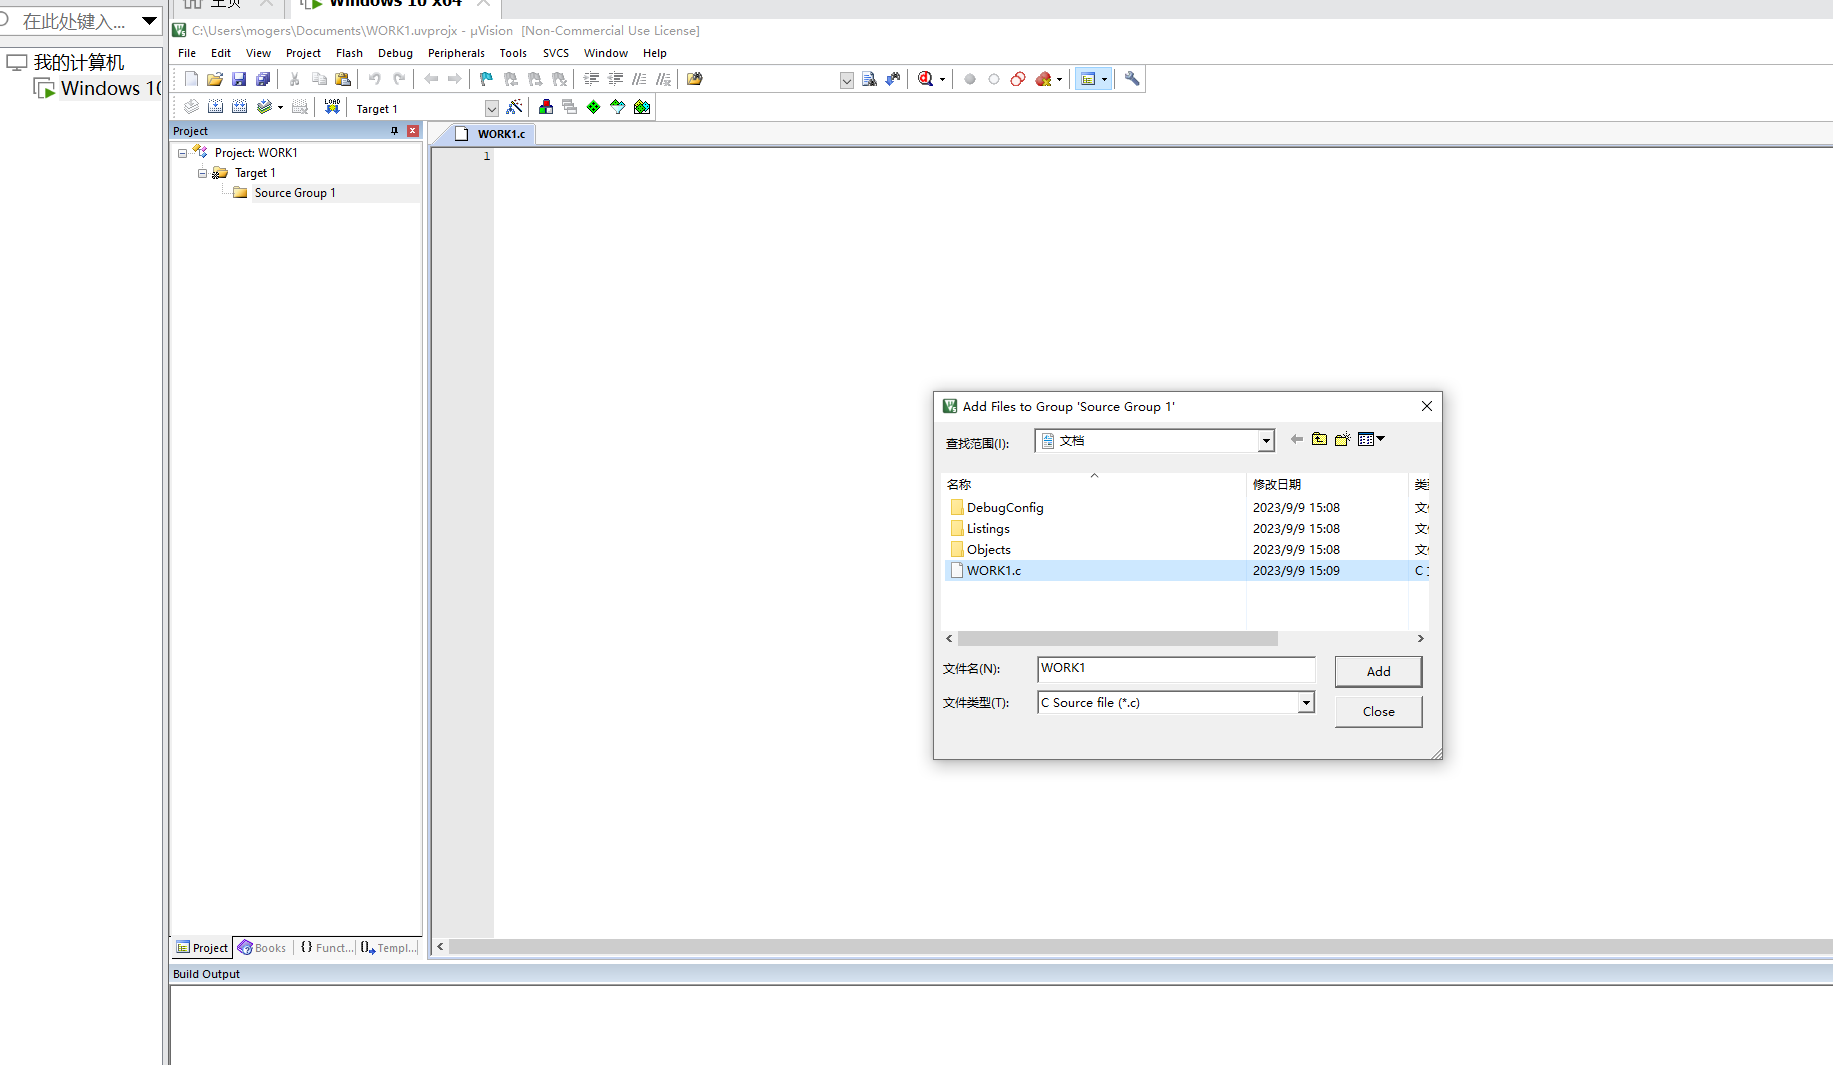 主页
Windows 10 x64
在此处键入...
我的计算机
Windows 10
C:\Users\mogers\Documents\WORK1.uvprojx - µVision [Non-Commercial Use License]
File Edit View Project Flash Debug Peripherals Tools SVCS Window Help
LOAD
Target 1
Project
Project: WORK1
Target 1
Source Group 1
WORK1.c
1
Add Files to Group 'Source Group 1'
查找范围(I):
文档
名称 修改日期
DebugConfig 2023/9/9 15:08 文
Listings 2023/9/9 15:08 文
Objects 2023/9/9 15:08 文
WORK1.c 2023/9/9 15:09 C
文件名(N):
WORK1
Add
文件类型(T):
C Source file (*.c)
Close
Project Books {} Funct... Templ...
Build Output